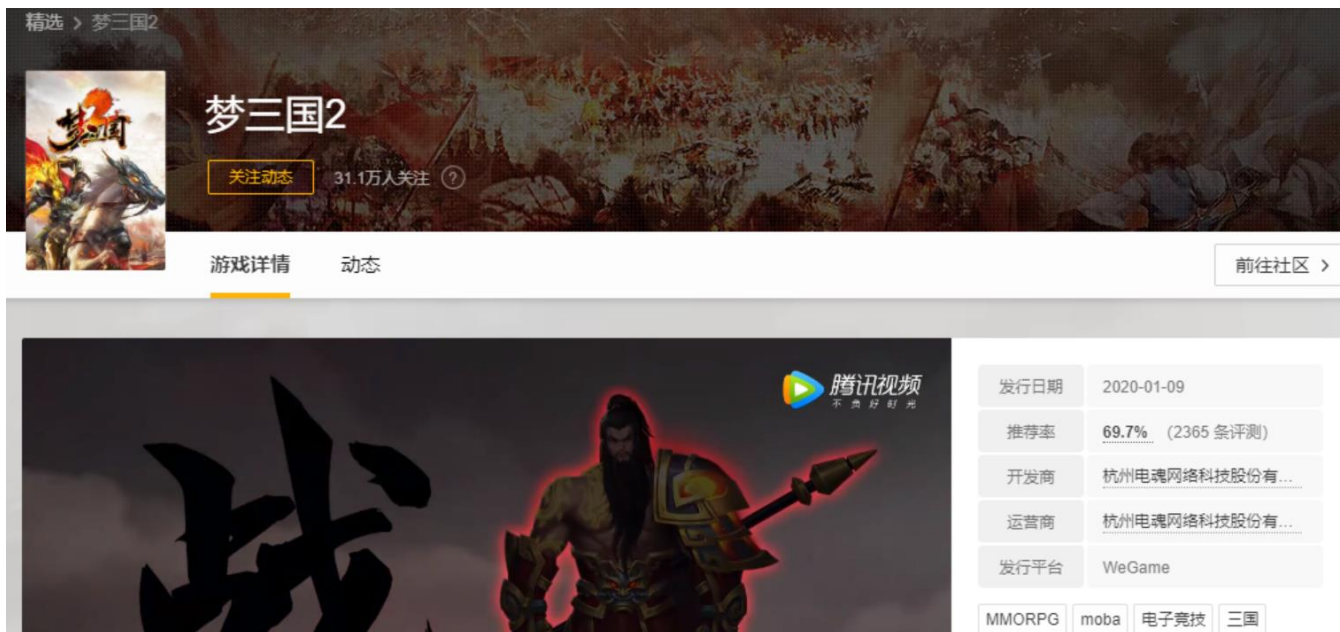 精选 > 梦三国2
梦三国
2
梦三国2
关注动态 31.1万人关注 ?
游戏详情 动态 前往社区 >
腾讯视频
不负好时光
战
发行日期 2020-01-09
推荐率 69.7% (2365 条评测)
开发商 杭州电魂网络科技股份有...
运营商 杭州电魂网络科技股份有...
发行平台 WeGame
MMORPG moba 电子竞技 三国